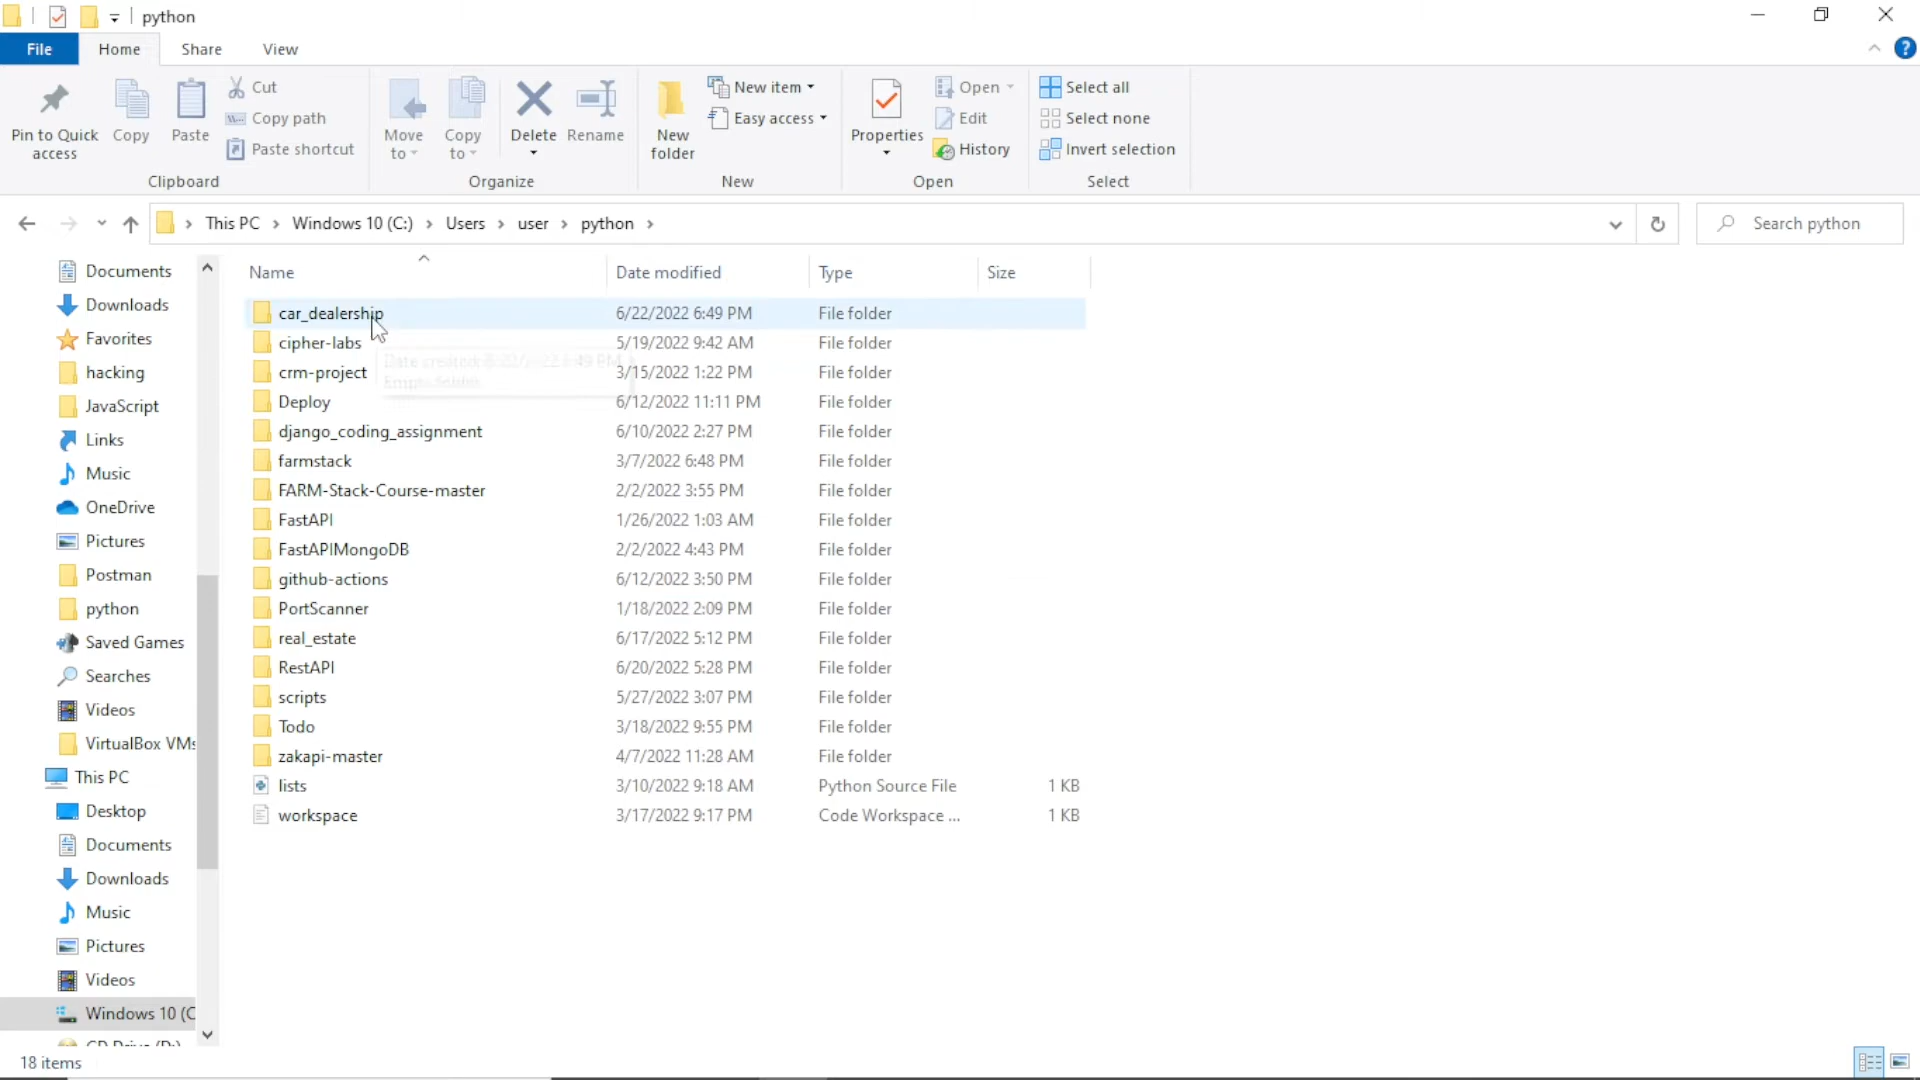 python
File Home Share View
Pin to Quick access
Copy
Paste
Cut
Copy path
Paste shortcut
Clipboard
Move to
Copy to
Delete
Rename
Organize
New folder
New item
Easy access
New
Properties
Open
Edit
History
Open
Select all
Select none
Invert selection
Select
This PC > Windows 10 (C:) > Users > user > python >
Search python
Documents
Downloads
Favorites
hacking
JavaScript
Links
Music
OneDrive
Pictures
Postman
python
Saved Games
Searches
Videos
VirtualBox VMs
This PC
Desktop
Documents
Downloads
Music
Pictures
Videos
Windows 10 (C
Name Date modified Type Size
car_dealership 6/22/2022 6:49 PM File folder
cipher-labs 5/19/2022 9:42 AM File folder
crm-project 3/15/2022 1:22 PM File folder
Deploy 6/12/2022 11:11 PM File folder
django_coding_assignment 6/10/2022 2:27 PM File folder
farmstack 3/7/2022 6:48 PM File folder
FARM-Stack-Course-master 2/2/2022 3:55 PM File folder
FastAPI 1/26/2022 1:03 AM File folder
FastAPIMongoDB 2/2/2022 4:43 PM File folder
github-actions 6/12/2022 3:50 PM File folder
PortScanner 1/18/2022 2:09 PM File folder
real_estate 6/17/2022 5:12 PM File folder
RestAPI 6/20/2022 5:28 PM File folder
scripts 5/27/2022 3:07 PM File folder
Todo 3/18/2022 9:55 PM File folder
zakapi-master 4/7/2022 11:28 AM File folder
lists 3/10/2022 9:18 AM Python Source File 1 KB
workspace 3/17/2022 9:17 PM Code Workspace ... 1 KB
18 items